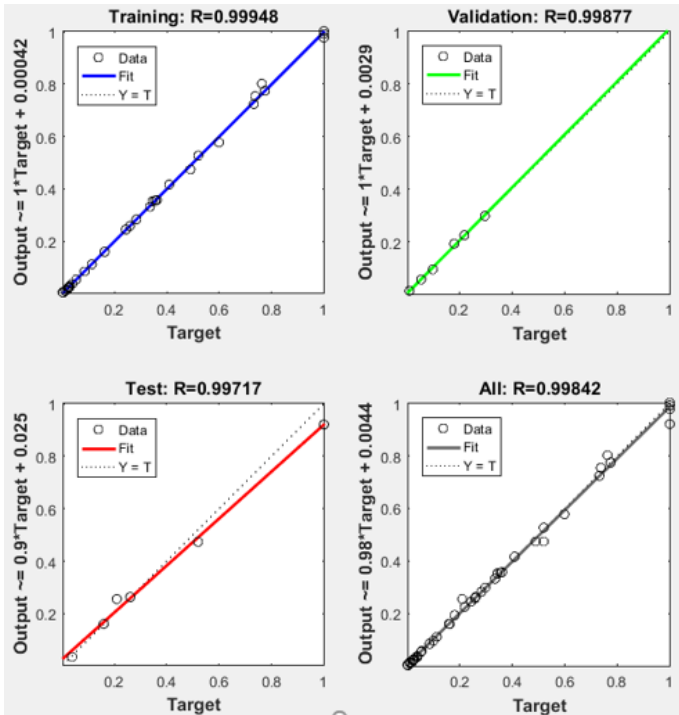 Training: R=0.99948
Output ~= 1*Target + 0.00042
1
0.8
0.6
0.4
0.2
Data
Fit
Y = T
0.2 0.4 0.6 0.8 1
Target
Validation: R=0.99877
Output ~= 1*Target + 0.0029
1
0.8
0.6
0.4
0.2
Data
Fit
Y = T
0.2 0.4 0.6 0.8 1
Target
Test: R=0.99717
Output ~= 0.9*Target + 0.025
1
0.8
0.6
0.4
0.2
Data
Fit
Y = T
0.2 0.4 0.6 0.8 1
Target
All: R=0.99842
Output ~= 0.98*Target + 0.0044
1
0.8
0.6
0.4
0.2
Data
Fit
Y = T
0.2 0.4 0.6 0.8 1
Target